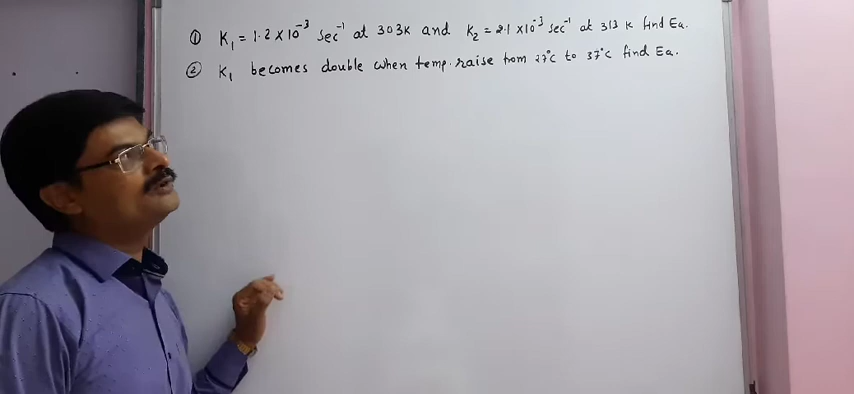 ① K₁ = 1.2 × 10⁻³ sec⁻¹ at 303K and K₂ = 2.1 × 10⁻³ sec⁻¹ at 313 K find Ea.
② K₁ becomes double when temp. raise from 27°C to 37°C find Ea.